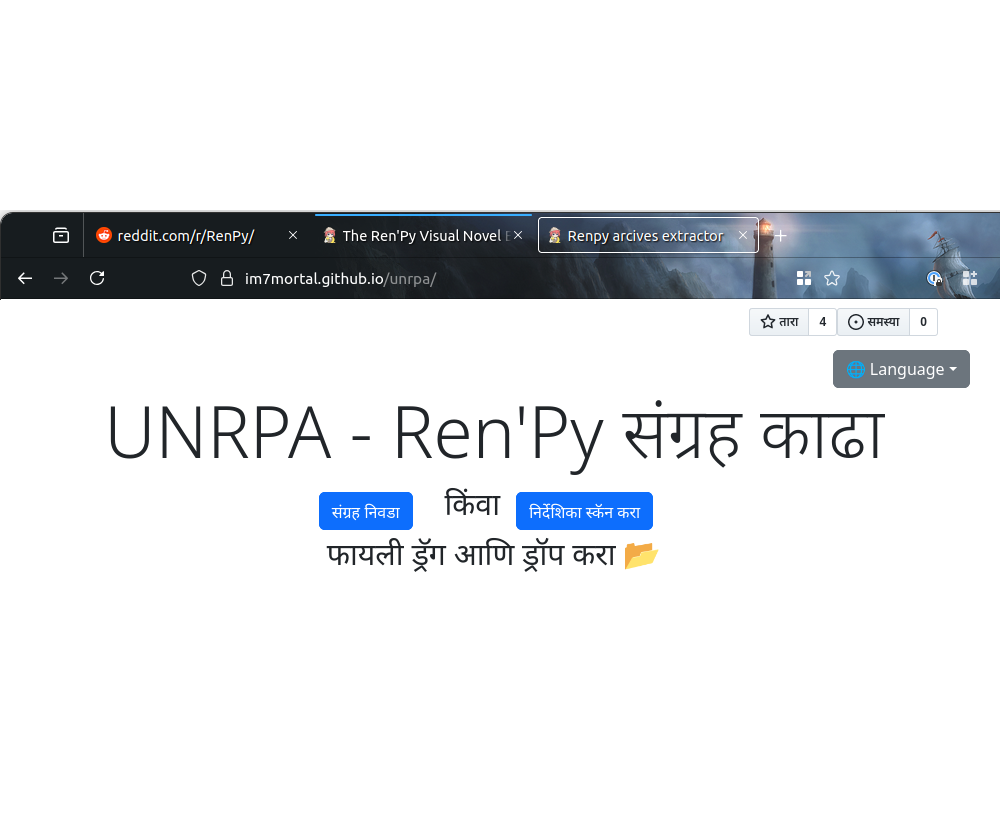 reddit.com/r/RenPy/
The Ren'Py Visual Novel
Renpy arcives extractor
im7mortal.github.io/unrpa/
तारा 4 समस्या 0
🌐 Language
UNRPA - Ren'Py संग्रह काढा
संग्रह निवडा किंवा निर्देशिका स्कॅन करा
फायली ड्रॅग आणि ड्रॉप करा 📂